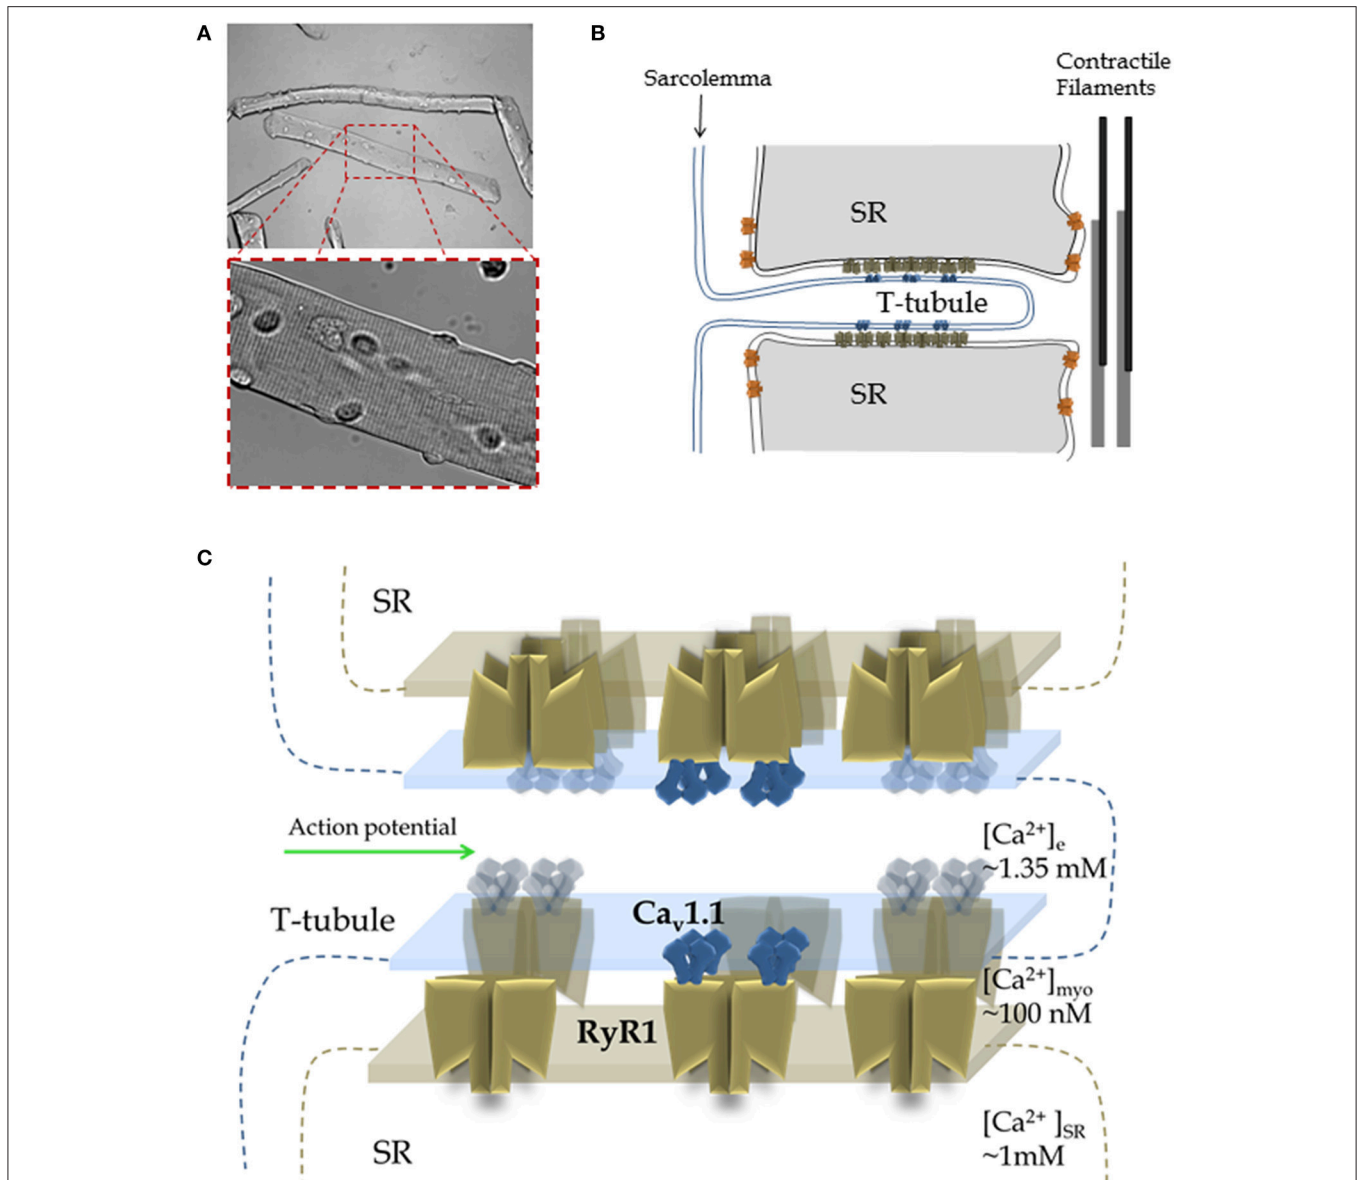 A
B
Sarcolemma
Contractile
Filaments
SR
T-tubule
SR
C
SR
Action potential
[Ca²⁺]ₑ
~1.35 mM
T-tubule
Caᵥ1.1
[Ca²⁺]myo
~100 nM
RyR1
[Ca²⁺ ]SR
~1mM
SR